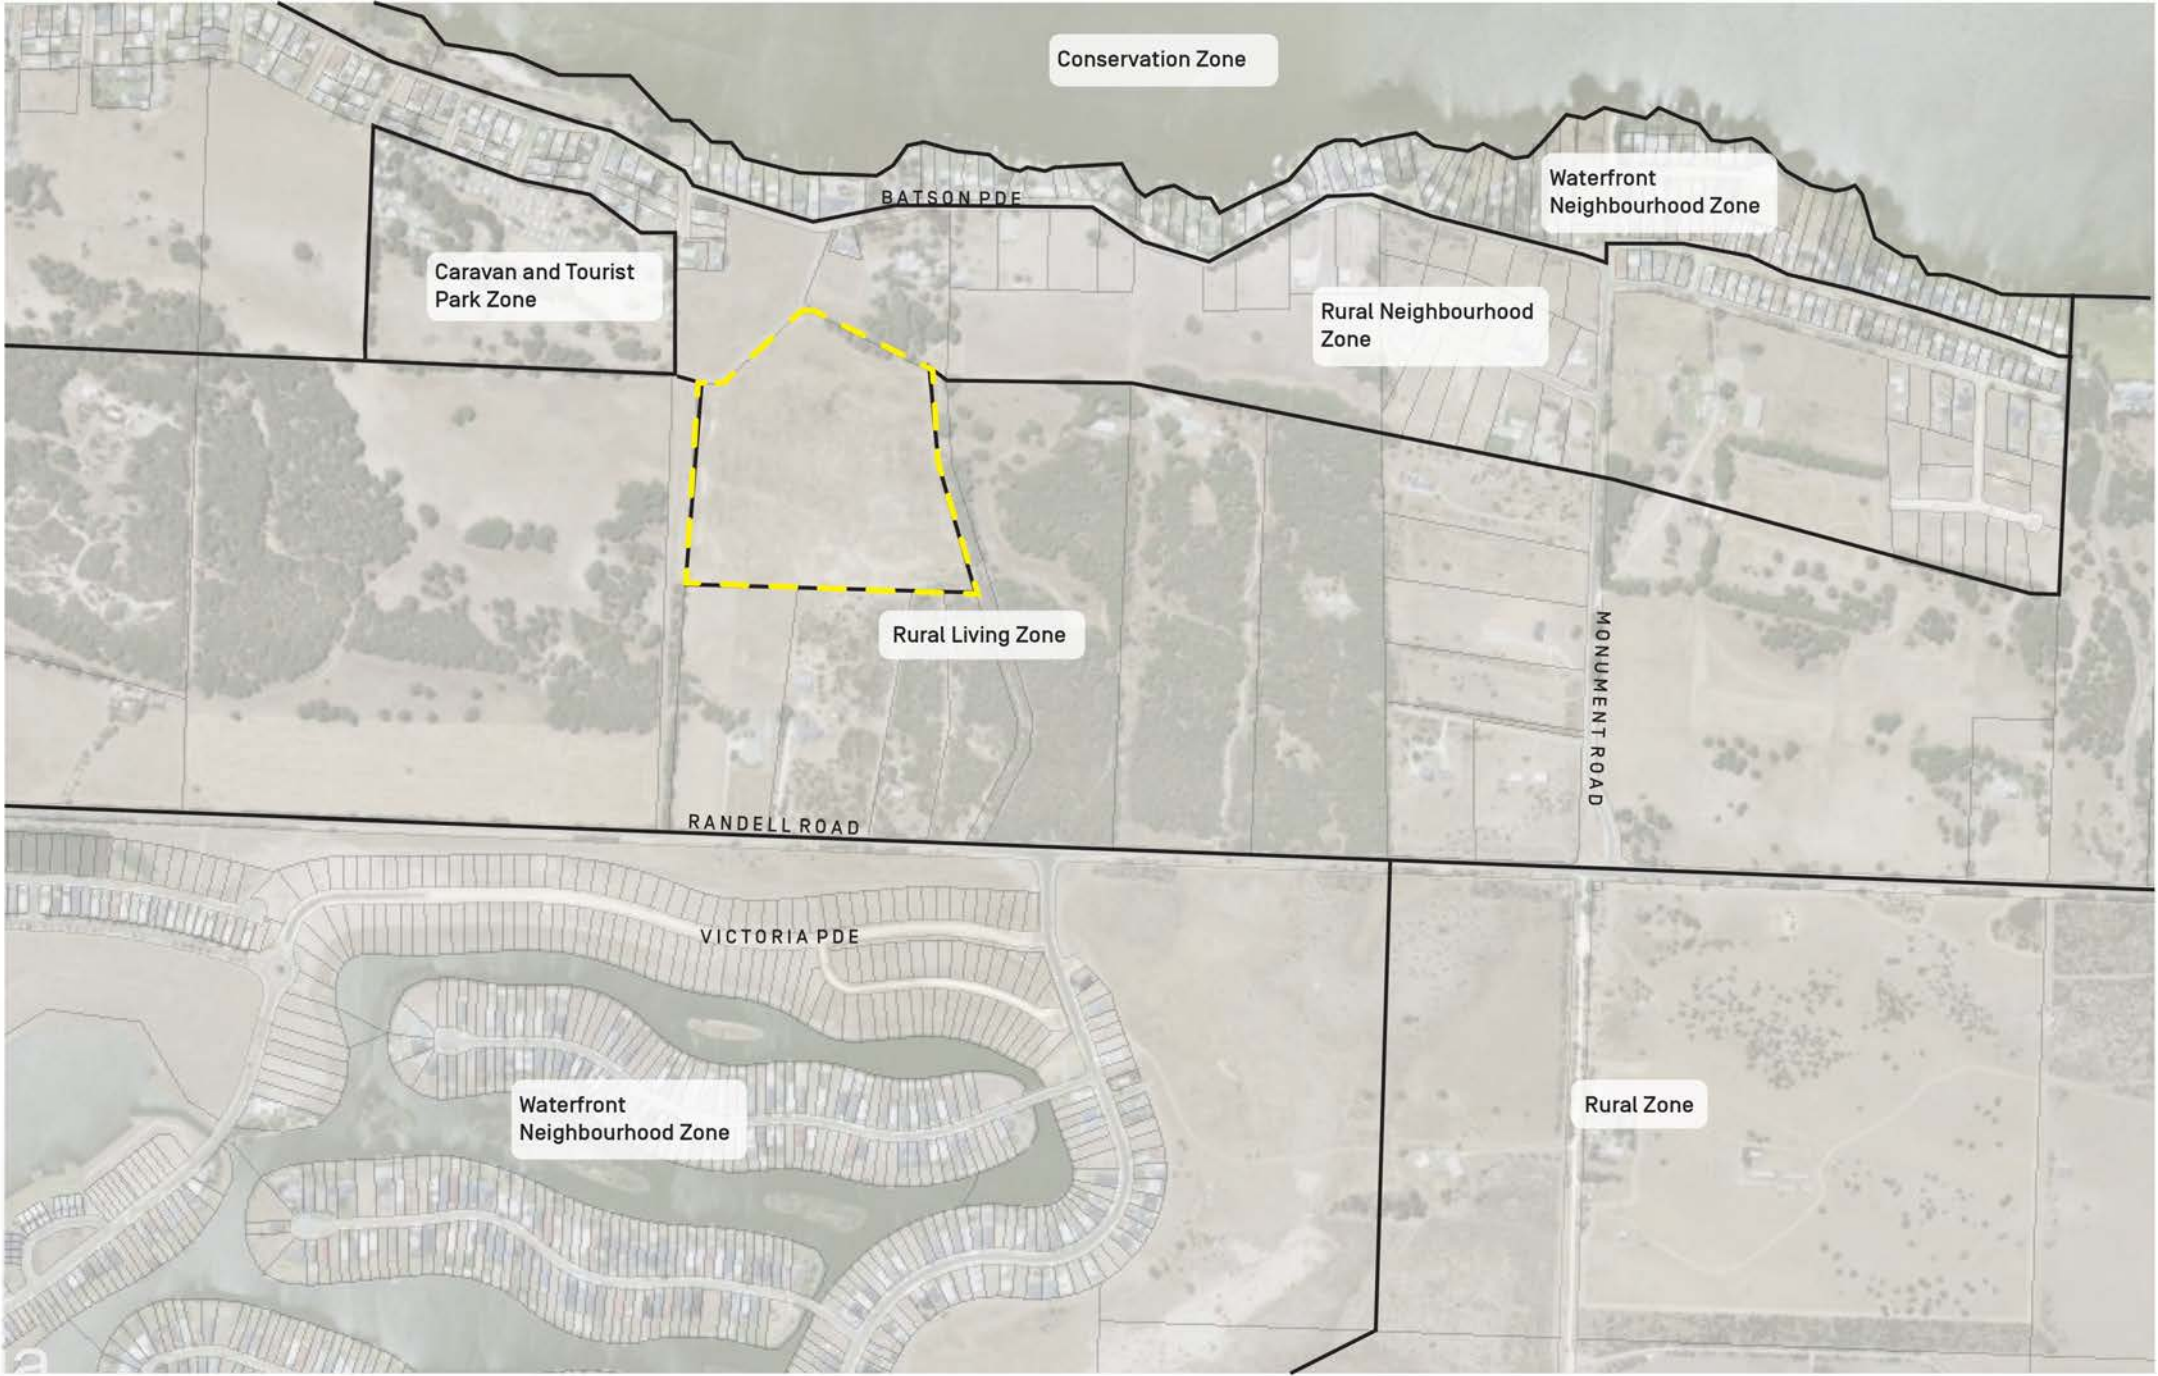 Conservation Zone
Waterfront
Neighbourhood Zone
BATSON PDE
Caravan and Tourist
Park Zone
Rural Neighbourhood
Zone
Rural Living Zone
MONUMENT ROAD
RANDELL ROAD
VICTORIA PDE
Waterfront
Neighbourhood Zone
Rural Zone
a